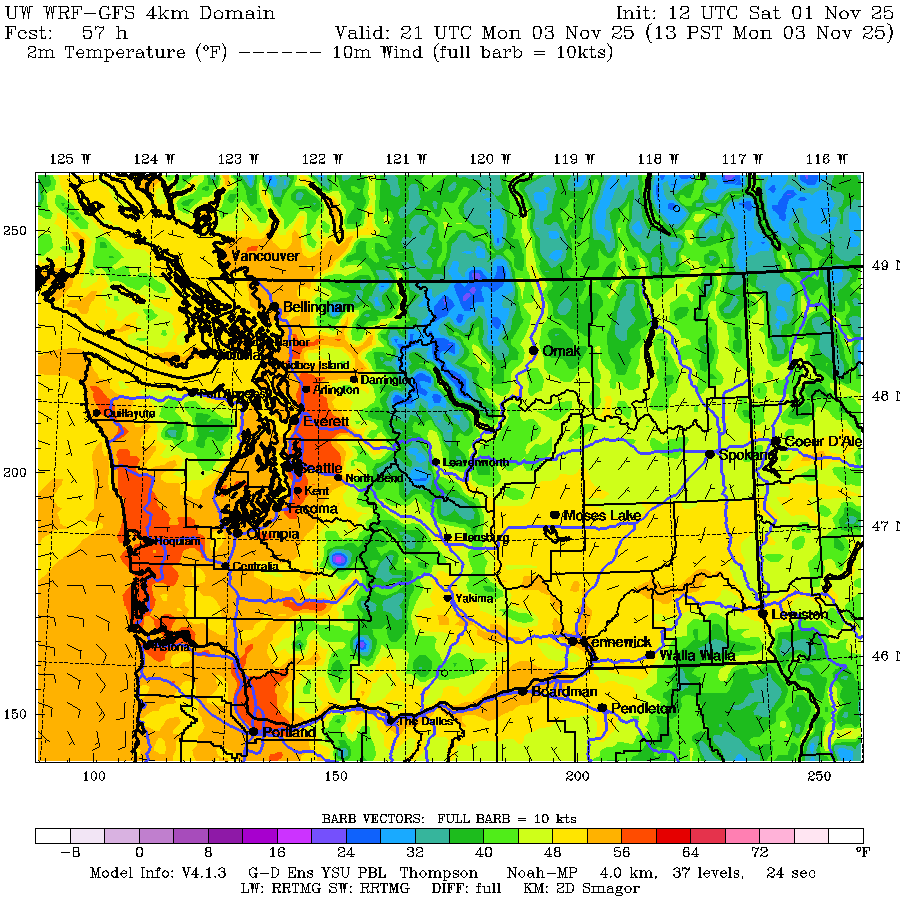 UW WRF-GFS 4km Domain Init: 12 UTC Sat 01 Nov 25
Fcst: 57 h Valid: 21 UTC Mon 03 Nov 25 (13 PST Mon 03 Nov 25)
2m Temperature (°F) ------ 10m Wind (full barb = 10kts)
125 W 124 W 123 W 122 W 121 W 120 W 119 W 118 W 117 W 116 W
250
Vancouver
49 N
Bellingham
Harbor
Omak
Island
Darrington
Arlington
48 N
Quillayute
Everett
Coeur D'Ale
Spokane
Leavenworth
200
Seattle
North Bend
Kent
Tacoma
Moses Lake
47 N
Olympia
Hoquiam
Ellensburg
Centralia
Yakima
Lewiston
Kennewick
Astoria
Walla Walla
46 N
Boardman
Pendleton
150
The Dalles
Portland
100 150 200 250
BARB VECTORS: FULL BARB = 10 kts
-8 0 8 16 24 32 40 48 56 64 72 °F
Model Info: V4.1.3 G-D Ens YSU PBL Thompson Noah-MP 4.0 km, 37 levels, 24 sec
LW: RRTMG SW: RRTMG DIFF: full KM: 2D Smagor